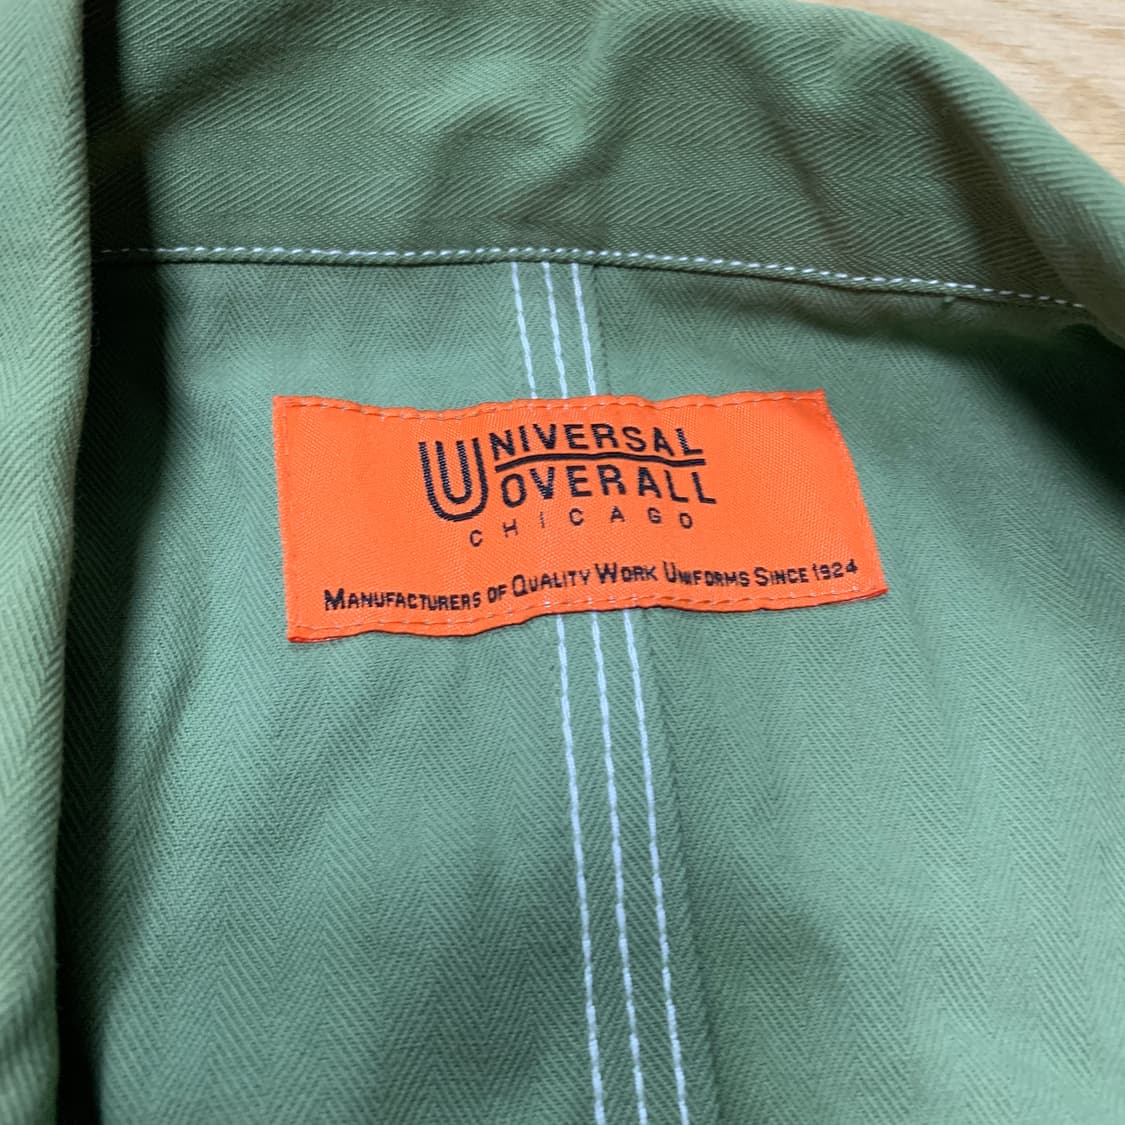 UNIVERSAL
OVERALL
CHICAGO
MANUFACTURERS OF QUALITY WORK UNIFORMS SINCE 1924